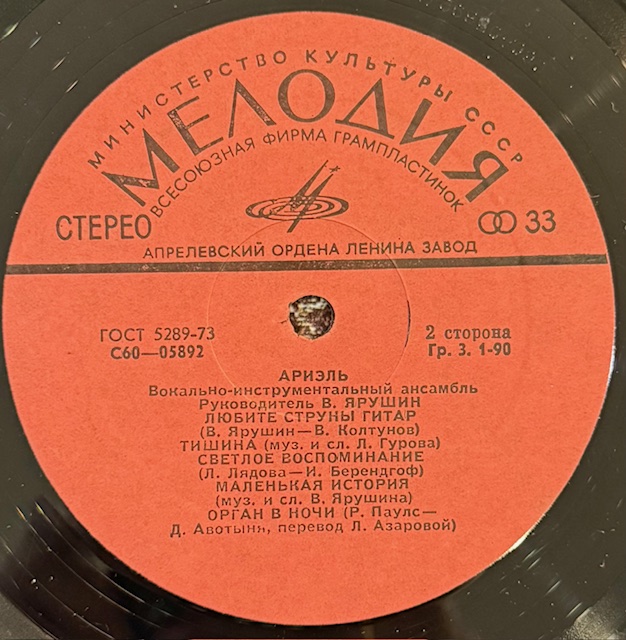 МИНИСТЕРСТВО КУЛЬТУРЫ СССР
МЕЛОДИЯ
ВСЕСОЮЗНАЯ ФИРМА ГРАМПЛАСТИНОК
СТЕРЕО
33
АПРЕЛЕВСКИЙ ОРДЕНА ЛЕНИНА ЗАВОД
ГОСТ 5289-73
2 сторона
С60—05892
Гр. 3. 1-90
АРИЭЛЬ
Вокально-инструментальный ансамбль
Руководитель В. ЯРУШИН
ЛЮБИТЕ СТРУНЫ ГИТАР
(В. Ярушин—В. Колтунов)
ТИШИНА (муз. и сл. Л. Гурова)
СВЕТЛОЕ ВОСПОМИНАНИЕ
(Л. Лядова—И. Берендгоф)
МАЛЕНЬКАЯ ИСТОРИЯ
(муз. и сл. В. Ярушина)
ОРГАН В НОЧИ (Р. Паулс—
Д. Авотыня, перевод Л. Азаровой)